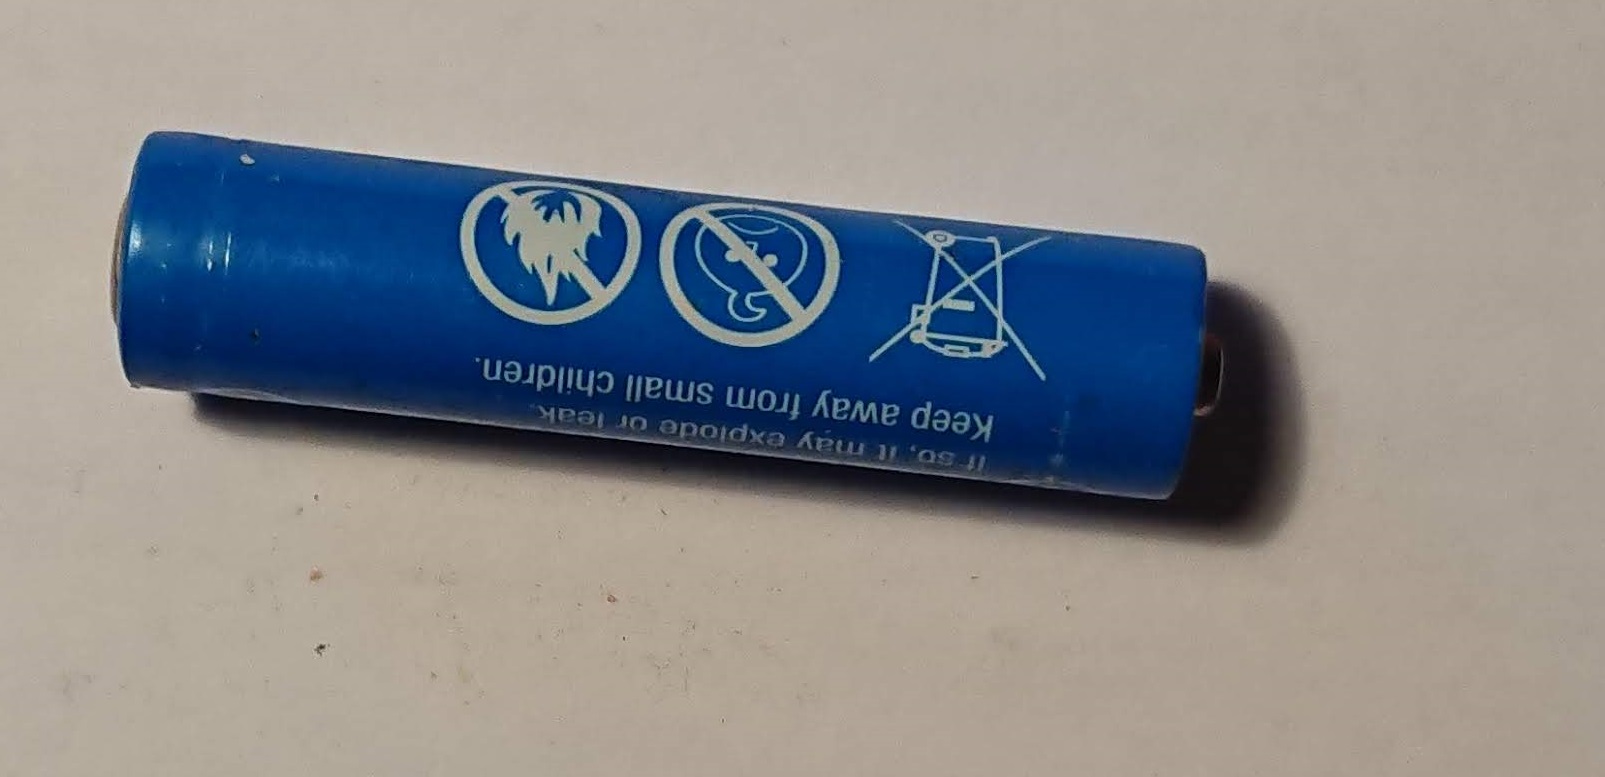 If so, it may explode or leak.
Keep away from small children.